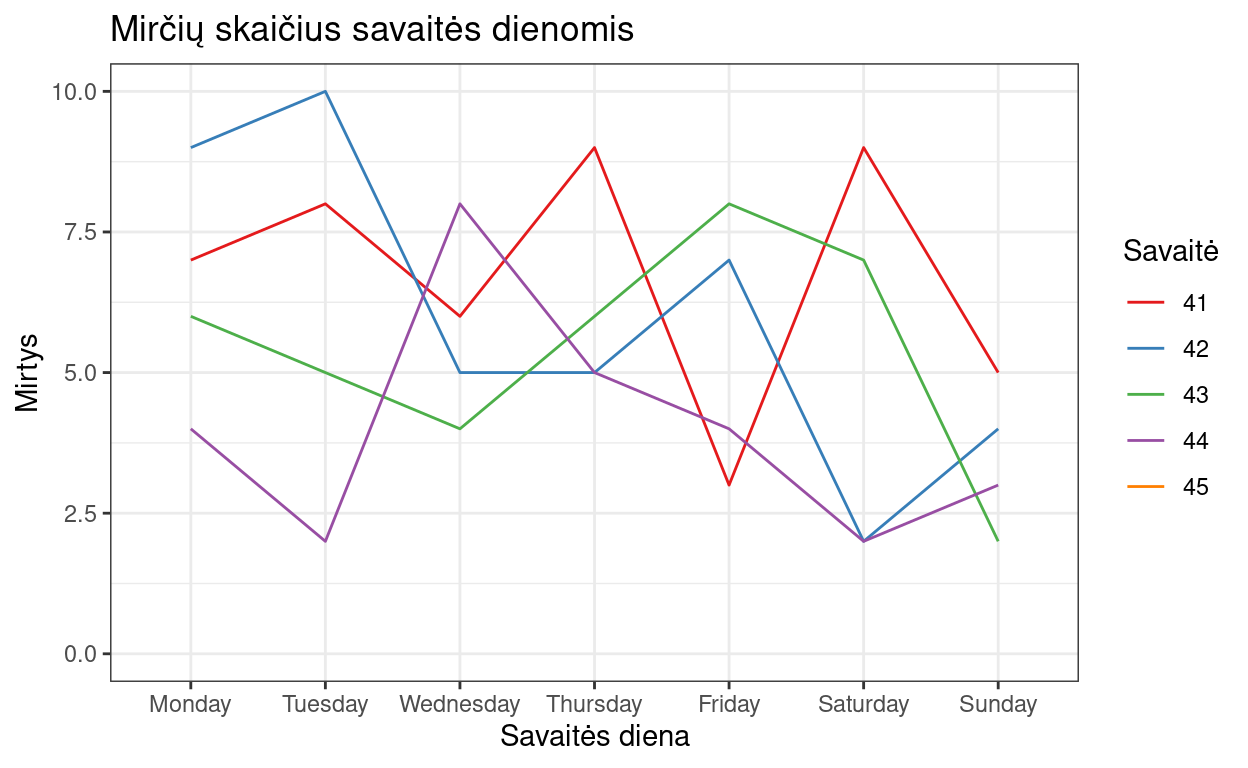 Mirčių skaičius savaitės dienomis
Mirtys
10.0
7.5
5.0
2.5
0.0
Monday Tuesday Wednesday Thursday Friday Saturday Sunday
Savaitės diena
Savaitė
41
42
43
44
45